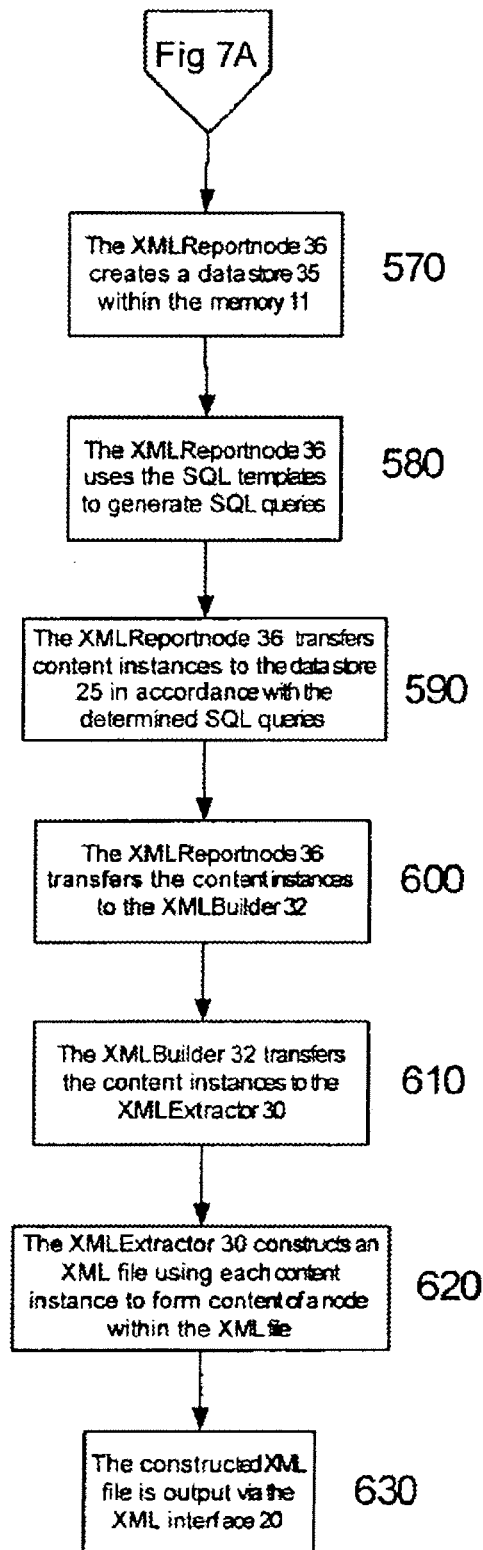 Fig 7A
The XMLReportnode 36
creates a data store 35
within the memory 11
570
The XMLReportnode 36
uses the SQL templates
to generate SQL queries
580
The XMLReportnode 36 transfers
content instances to the data store
25 in accordance with the
determined SQL queries
590
The XMLReportnode 36
transfers the content instances
to the XMLBuilder 32
600
The XMLBuilder 32 transfers
the content instances to the
XMLExtractor 30
610
The XMLExtractor 30 constructs an
XML file using each content
instance to form content of a node
within the XML file
620
The constructed XML
file is output via the
XML interface 20
630